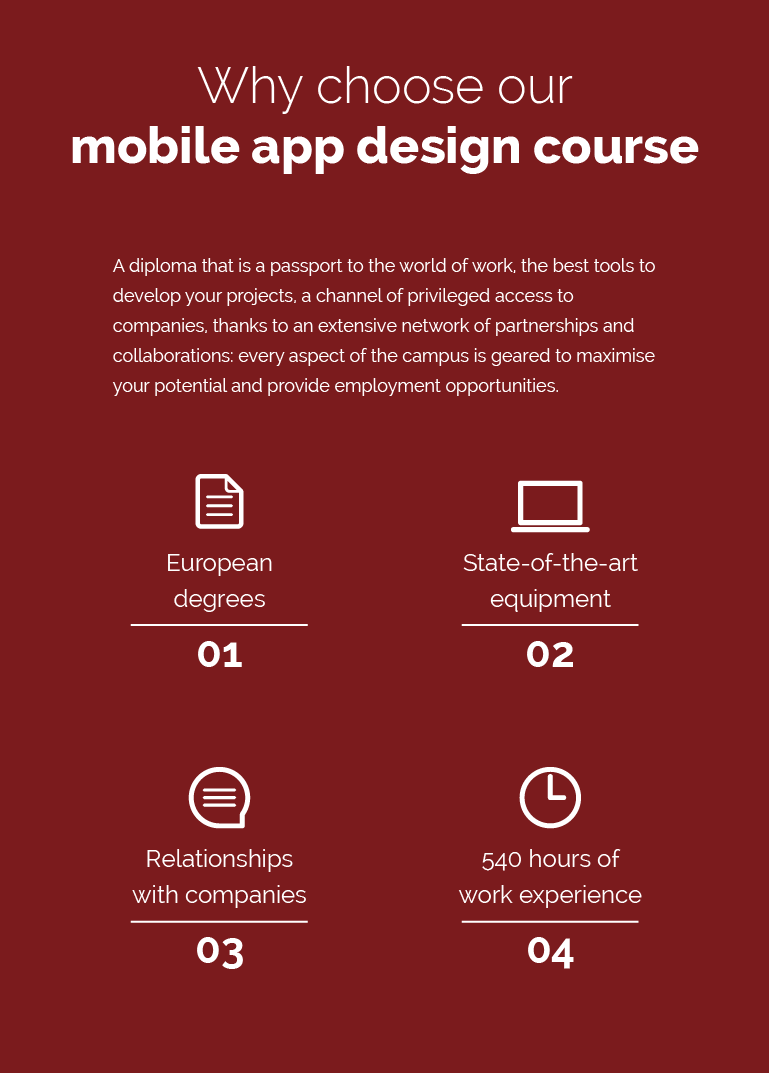 Why choose our
mobile app design course
A diploma that is a passport to the world of work, the best tools to
develop your projects, a channel of privileged access to
companies, thanks to an extensive network of partnerships and
collaborations: every aspect of the campus is geared to maximise
your potential and provide employment opportunities.
European
degrees
01
State-of-the-art
equipment
02
Relationships
with companies
03
540 hours of
work experience
04